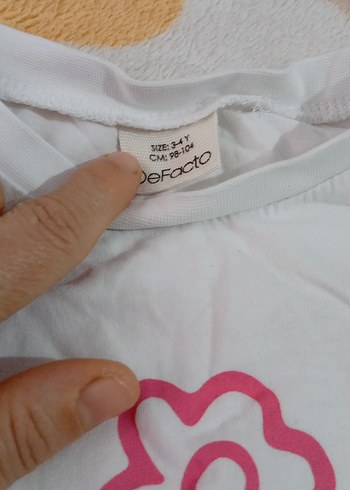 SIZE: 3-4 Y
CM: 98-104
DeFacto